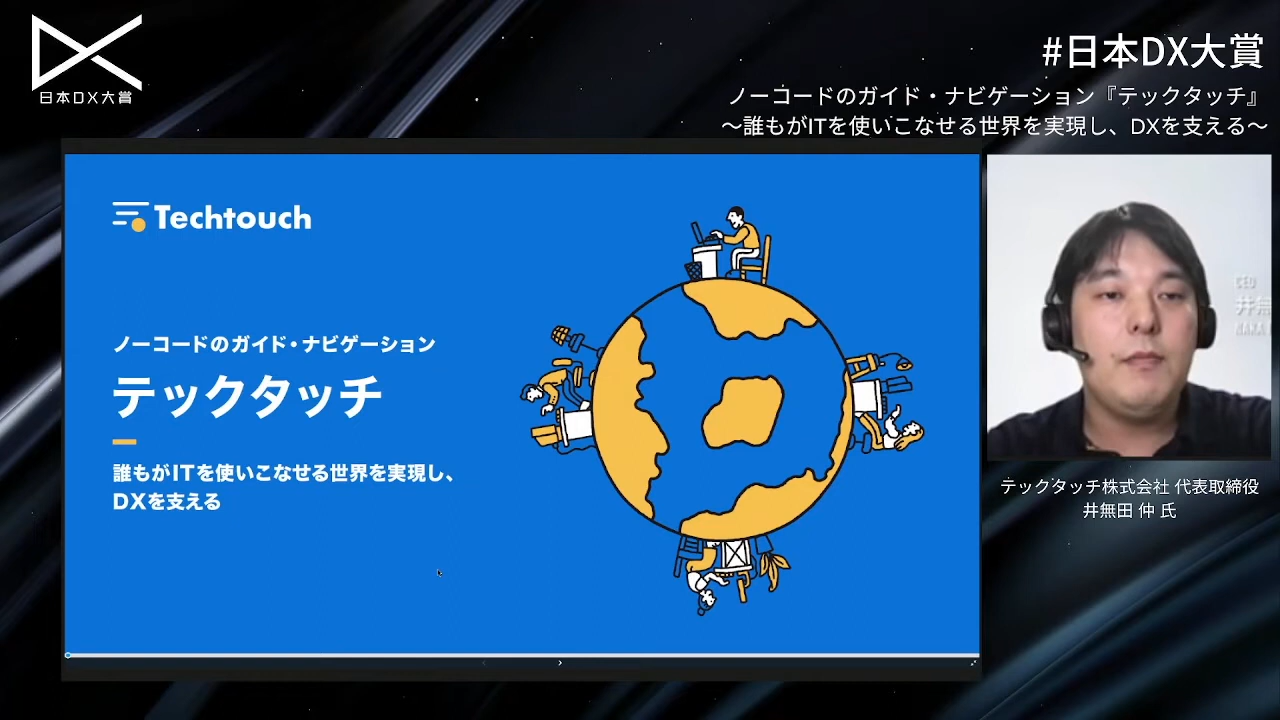 日本DX大賞
#日本DX大賞
ノーコードのガイド・ナビゲーション『テックタッチ』
〜誰もがITを使いこなせる世界を実現し、DXを支える〜
Techtouch
ノーコードのガイド・ナビゲーション
テックタッチ
誰もがITを使いこなせる世界を実現し、
DXを支える
CEO
井無
テックタッチ株式会社 代表取締役
井無田 仲 氏